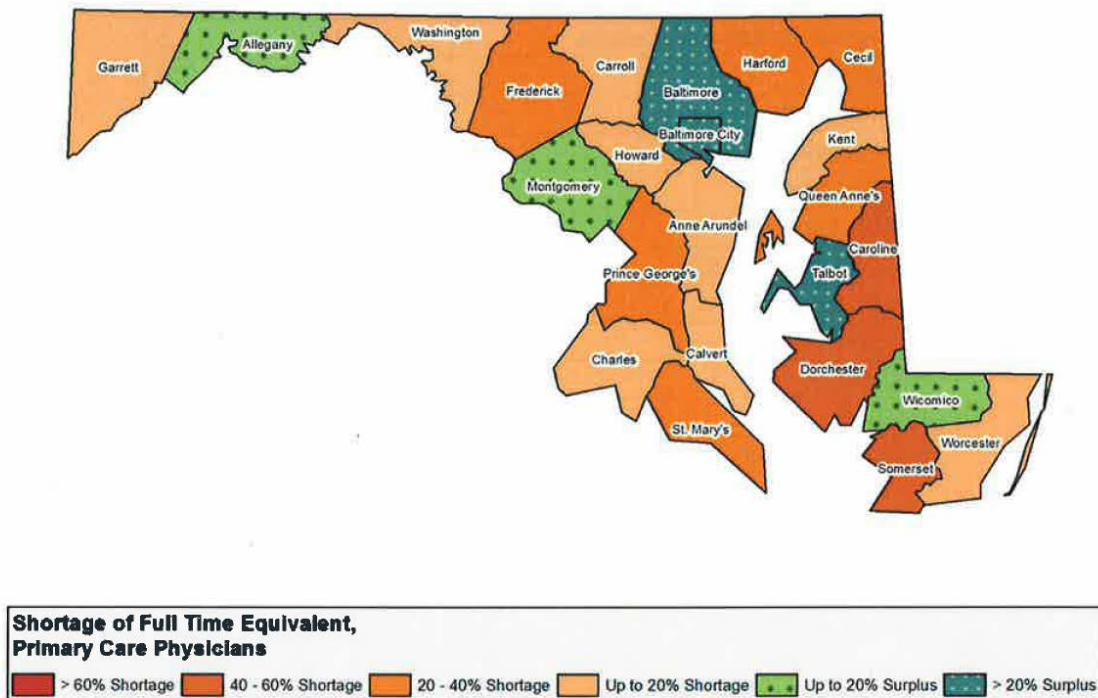 Washington
Allegany
Garrett
Carroll
Harford
Cecil
Frederick
Baltimore
Baltimore City
Kent
Howard
Montgomery
Queen Anne's
Anne Arundel
Caroline
Talbot
Prince George's
Charles
Calvert
Dorchester
Wicomico
St. Mary's
Worcester
Somerset
Shortage of Full Time Equivalent,
Primary Care Physicians
> 60% Shortage 40 - 60% Shortage 20 - 40% Shortage Up to 20% Shortage Up to 20% Surplus > 20% Surplus